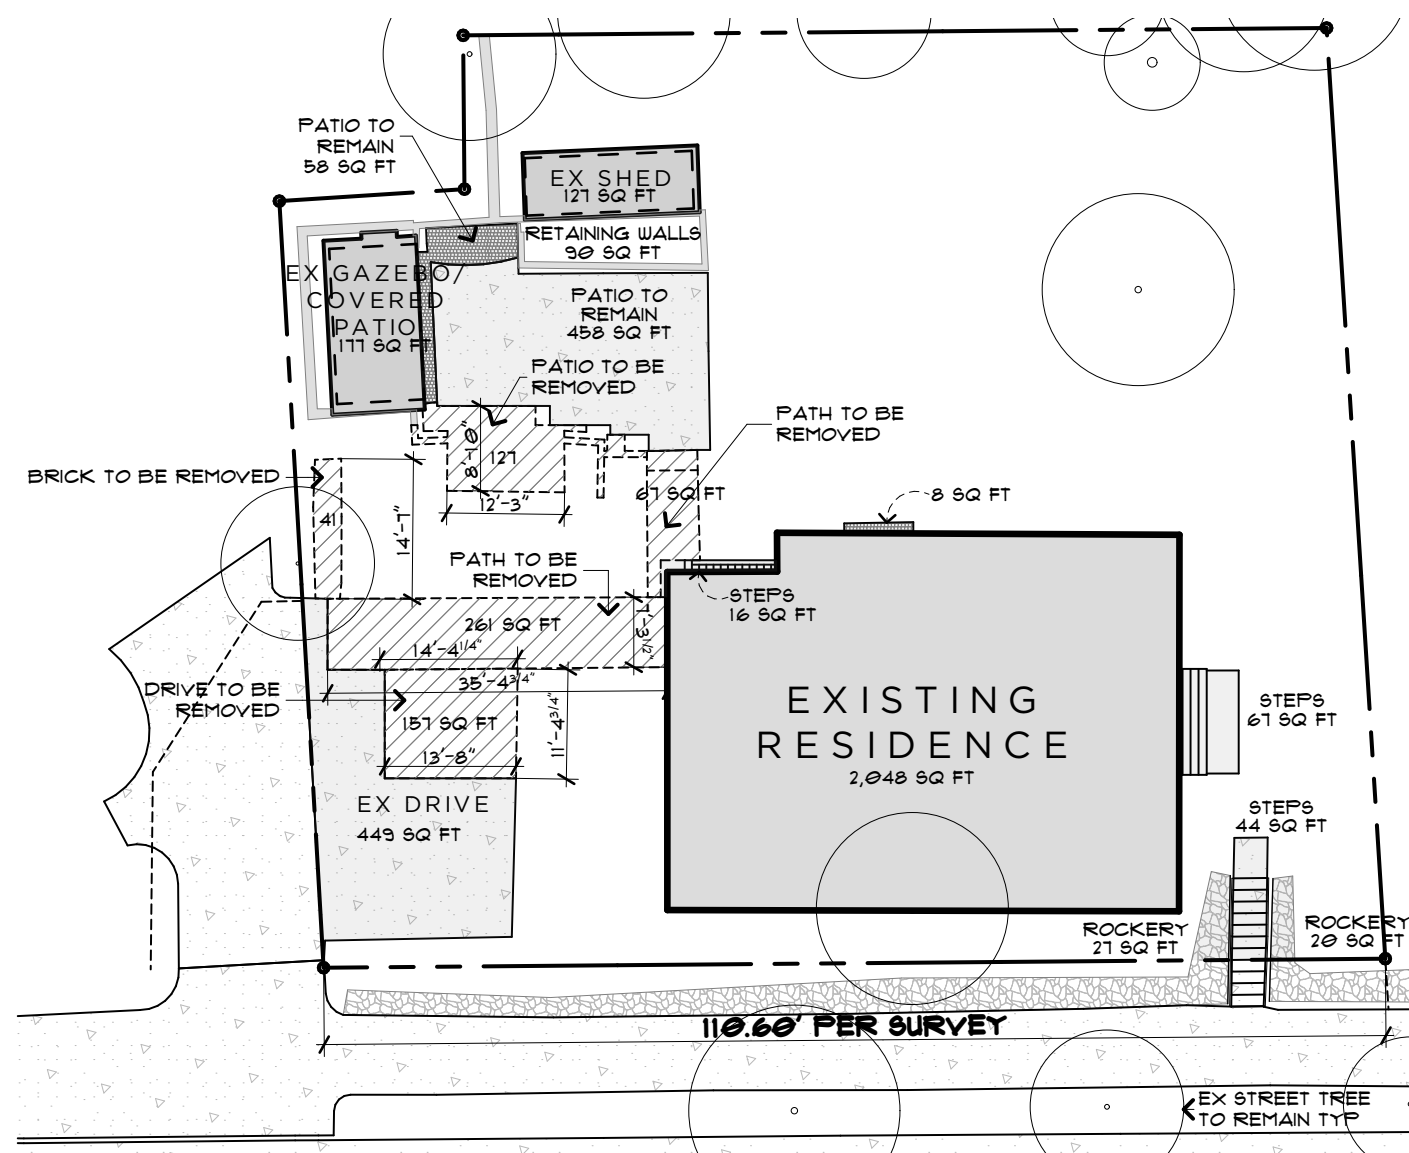 PATIO TO
REMAIN
58 SQ FT
EX SHED
127 SQ FT
RETAINING WALLS
90 SQ FT
EX GAZEBO/
COVERED
PATIO
177 SQ FT
PATIO TO
REMAIN
458 SQ FT
PATIO TO BE
REMOVED
PATH TO BE
REMOVED
8'-10"
127
BRICK TO BE REMOVED
67 SQ FT
8 SQ FT
12'-3"
41
14'-7"
PATH TO BE
REMOVED
STEPS
16 SQ FT
261 SQ FT
7'-3 1/2"
14'-4 1/4"
35'-4 3/4"
DRIVE TO BE
REMOVED
157 SQ FT
11'-4 3/4"
13'-8"
EXISTING
RESIDENCE
2,048 SQ FT
STEPS
67 SQ FT
EX DRIVE
449 SQ FT
STEPS
44 SQ FT
ROCKERY
27 SQ FT
ROCKERY
20 SQ FT
110.60' PER SURVEY
EX STREET TREE
TO REMAIN TYP